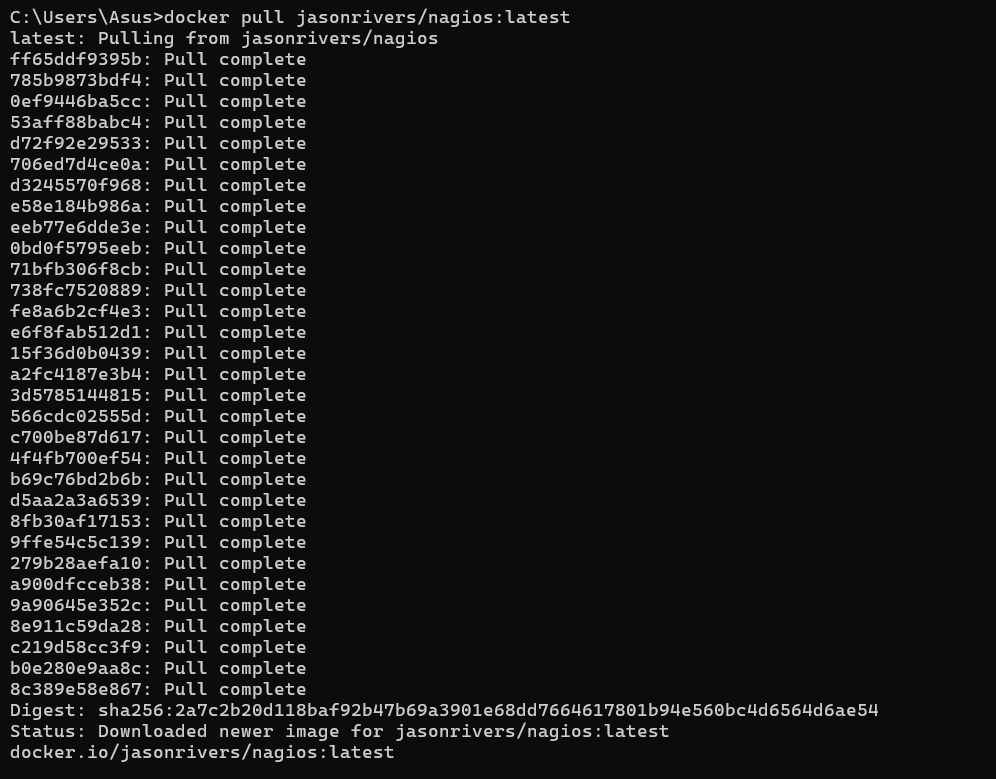 C:\Users\Asus>docker pull jasonrivers/nagios:latest
latest: Pulling from jasonrivers/nagios
ff65ddf9395b: Pull complete
785b9873bdf4: Pull complete
0ef9446ba5cc: Pull complete
53aff88babc4: Pull complete
d72f92e29533: Pull complete
706ed7d4ce0a: Pull complete
d3245570f968: Pull complete
e58e184b986a: Pull complete
eeb77e6dde3e: Pull complete
0bd0f5795eeb: Pull complete
71bfb306f8cb: Pull complete
738fc7520889: Pull complete
fe8a6b2cf4e3: Pull complete
e6f8fab512d1: Pull complete
15f36d0b0439: Pull complete
a2fc4187e3b4: Pull complete
3d5785144815: Pull complete
566cdc02555d: Pull complete
c700be87d617: Pull complete
4f4fb700ef54: Pull complete
b69c76bd2b6b: Pull complete
d5aa2a3a6539: Pull complete
8fb30af17153: Pull complete
9ffe54c5c139: Pull complete
279b28aefa10: Pull complete
a900dfcceb38: Pull complete
9a90645e352c: Pull complete
8e911c59da28: Pull complete
c219d58cc3f9: Pull complete
b0e280e9aa8c: Pull complete
8c389e58e867: Pull complete
Digest: sha256:2a7c2b20d118baf92b47b69a3901e68dd7664617801b94e560bc4d6564d6ae54
Status: Downloaded newer image for jasonrivers/nagios:latest
docker.io/jasonrivers/nagios:latest